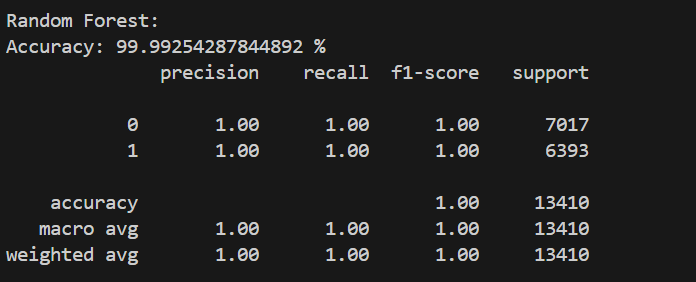 Random Forest:
Accuracy: 99.99254287844892 %
precision recall f1-score support
0 1.00 1.00 1.00 7017
1 1.00 1.00 1.00 6393
accuracy 1.00 13410
macro avg 1.00 1.00 1.00 13410
weighted avg 1.00 1.00 1.00 13410